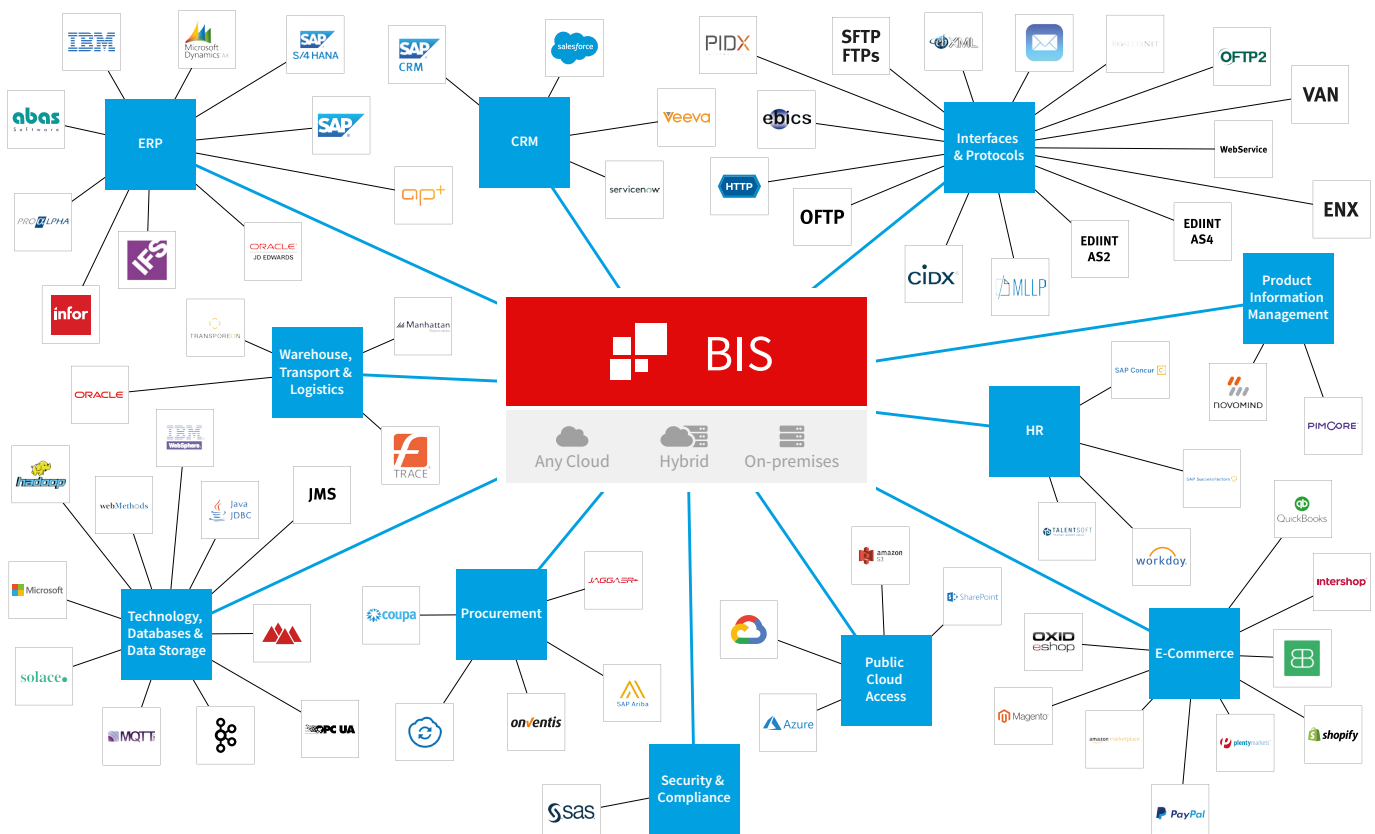 IBM
Microsoft
Dynamics AX
SAP
S/4 HANA
abas
Software
ERP
SAP
ap+
PROALPHA
IFS
ORACLE
JD EDWARDS
infor
SAP
CRM
salesforce
CRM
veeva
servicenow
PIDX
SFTP
FTPs
ebXML
OFTP2
VAN
ebics
Interfaces
& Protocols
WebService
HTTP
OFTP
ENX
EDIINT
AS4
EDIINT
AS2
CIDX
MLLP
Product
Information
Management
NOVOMIND
PIMCORE
TRANSPOREON
Manhattan
Warehouse,
Transport &
Logistics
ORACLE
TRACE
BIS
Any Cloud
Hybrid
On-premises
SAP Concur C
HR
SAP SuccessFactors
TS
TALENTSOFT
workday.
hadoop
IBM
WebSphere
webMethods
Java
JDBC
JMS
Microsoft
Technology,
Databases &
Data Storage
solace.
MQTT
OPC UA
coupa
Procurement
JAGGAER
SAP Ariba
onventis
amazon
S3
SharePoint
Public
Cloud
Access
Azure
Security &
Compliance
sas
QuickBooks
intershop
OXID
eshop
E-Commerce
Magento
amazon marketplace
plentymarkets
shopify
PayPal